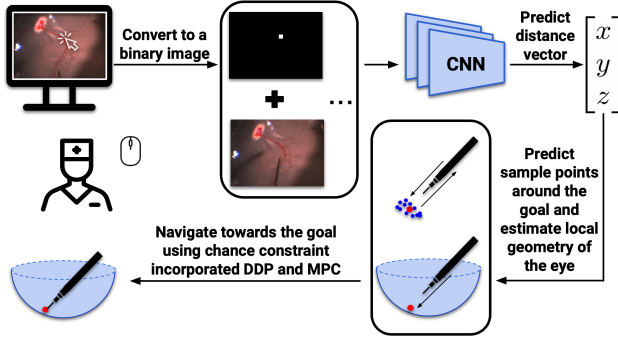 Convert to a
binary image
+
...
CNN
Predict
distance
vector
x
y
z
Predict
sample points
around the
goal and
estimate local
geometry of
the eye
Navigate towards the goal
using chance constraint
incorporated DDP and MPC